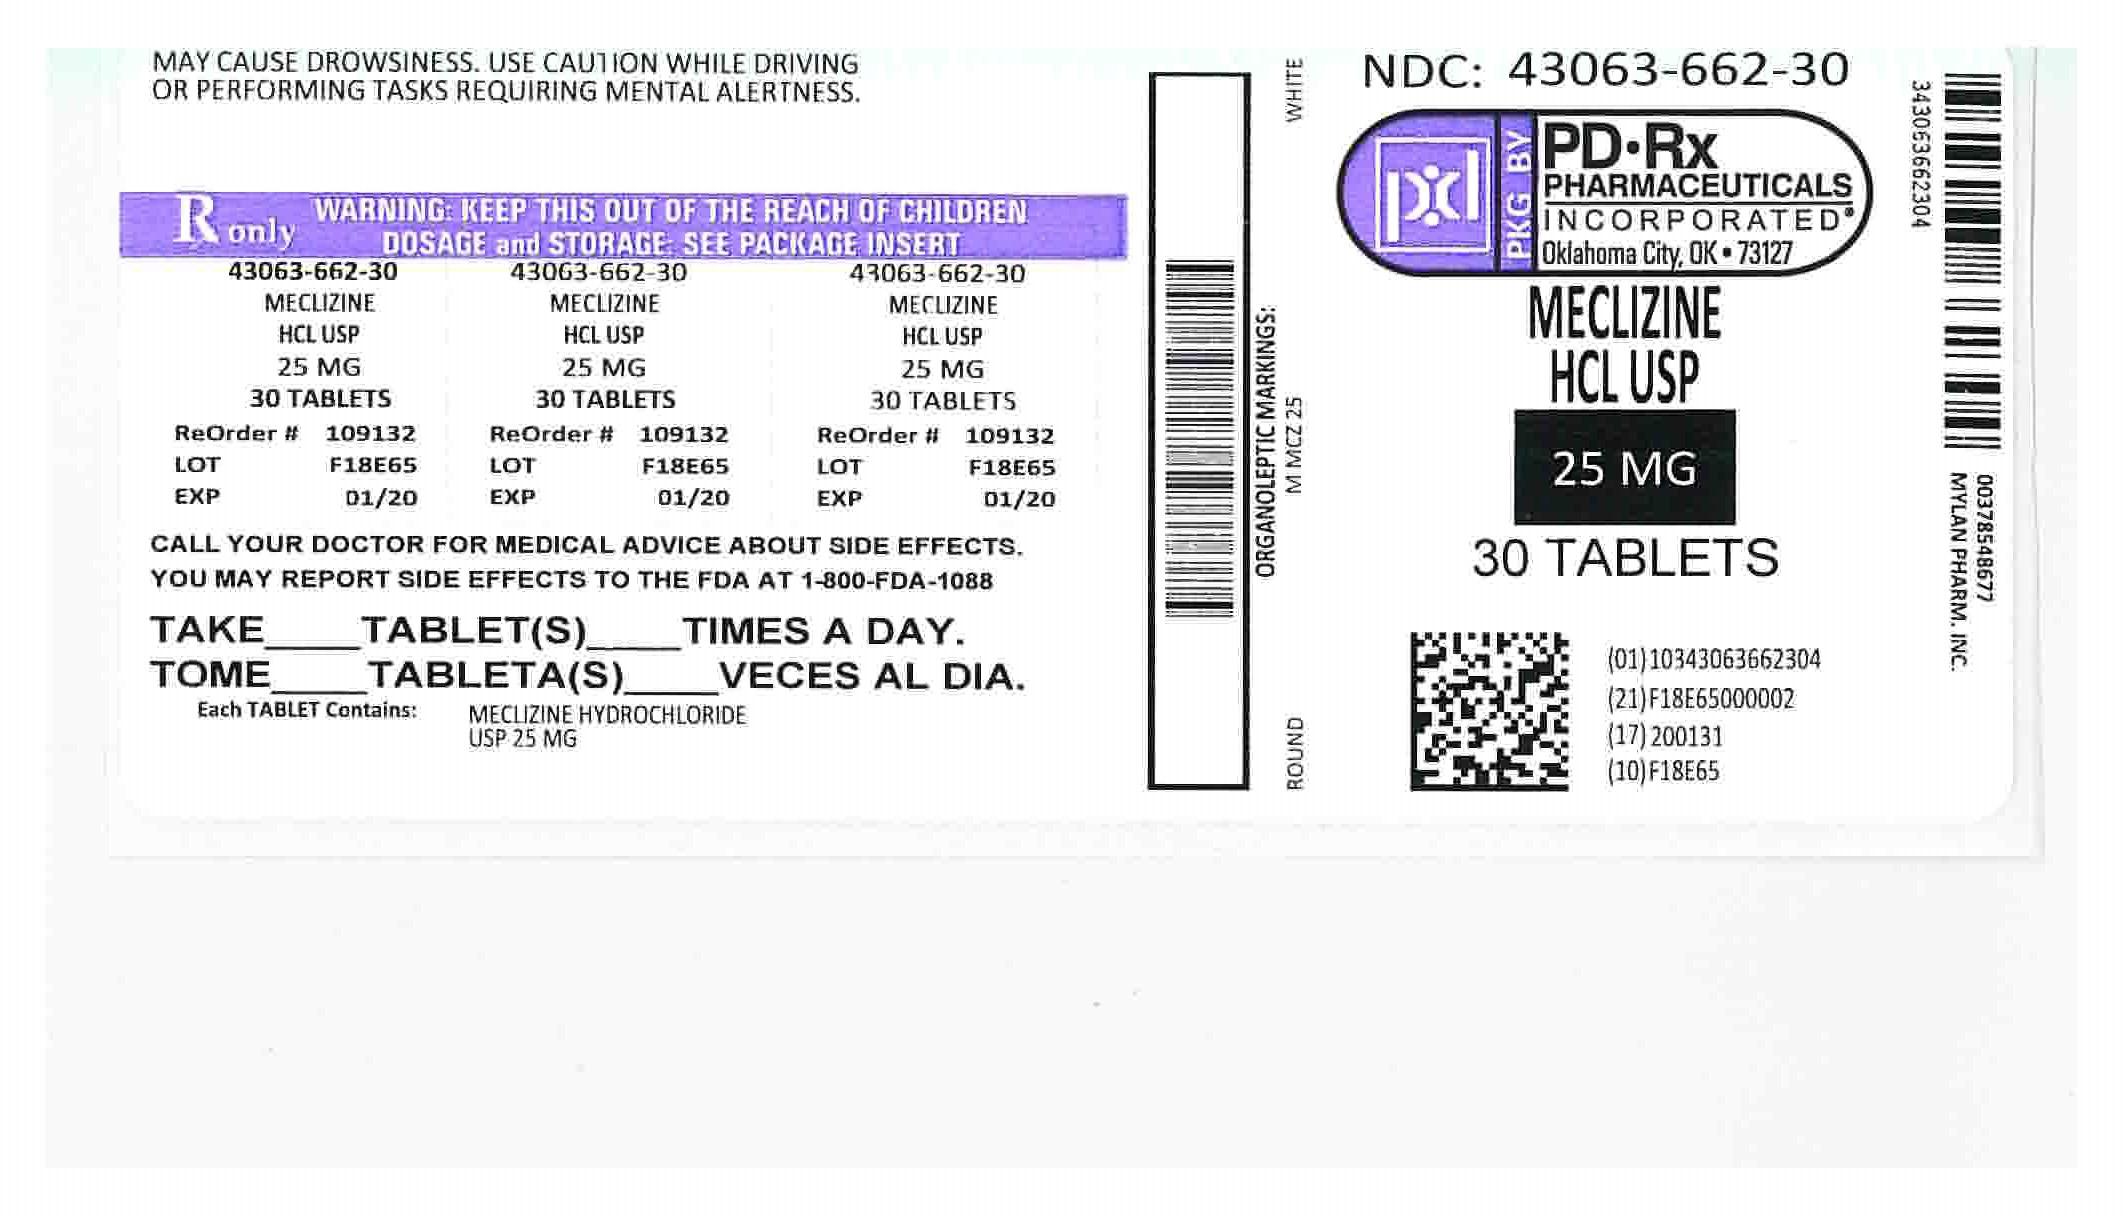 MAY CAUSE DROWSINESS. USE CAUTION WHILE DRIVING
OR PERFORMING TASKS REQUIRING MENTAL ALERTNESS.
Rx only
WARNING: KEEP THIS OUT OF THE REACH OF CHILDREN
DOSAGE and STORAGE: SEE PACKAGE INSERT
43063-662-30 43063-662-30 43063-662-30
MECLIZINE MECLIZINE MECLIZINE
HCL USP HCL USP HCL USP
25 MG 25 MG 25 MG
30 TABLETS 30 TABLETS 30 TABLETS
ReOrder # 109132 ReOrder # 109132 ReOrder # 109132
LOT F18E65 LOT F18E65 LOT F18E65
EXP 01/20 EXP 01/20 EXP 01/20
CALL YOUR DOCTOR FOR MEDICAL ADVICE ABOUT SIDE EFFECTS.
YOU MAY REPORT SIDE EFFECTS TO THE FDA AT 1-800-FDA-1088
TAKE____TABLET(S)____TIMES A DAY.
TOME____TABLETA(S)____VECES AL DIA.
Each TABLET Contains: MECLIZINE HYDROCHLORIDE
USP 25 MG
ORGANOLEPTIC MARKINGS:
ROUND M MCZ 25 WHITE
NDC: 43063-662-30
pd
PKG BY
PD•Rx
PHARMACEUTICALS
INCORPORATED®
Oklahoma City, OK • 73127
MECLIZINE
HCL USP
25 MG
30 TABLETS
(01)10343063662304
(21)F18E65000002
(17)200131
(10)F18E65
343063662304
00378548677
MYLAN PHARM. INC.